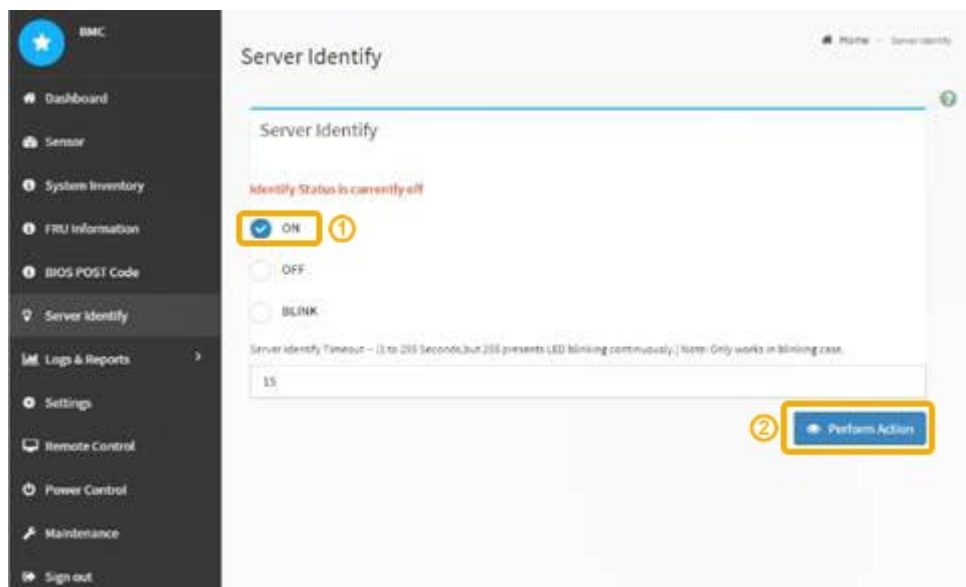 BMC
Home - Server Identify
Server Identify
Dashboard
Server Identify
Sensor
System Inventory
Identify Status is currently off
FRU Information
ON
1
BIOS POST Code
OFF
Server Identify
BLINK
Logs & Reports
Server Identify Timeout - (1 to 255 Seconds,but 255 presents LED blinking continuously.) Note: Only works in blinking case.
15
Settings
2
Perform Action
Remote Control
Power Control
Maintenance
Sign out